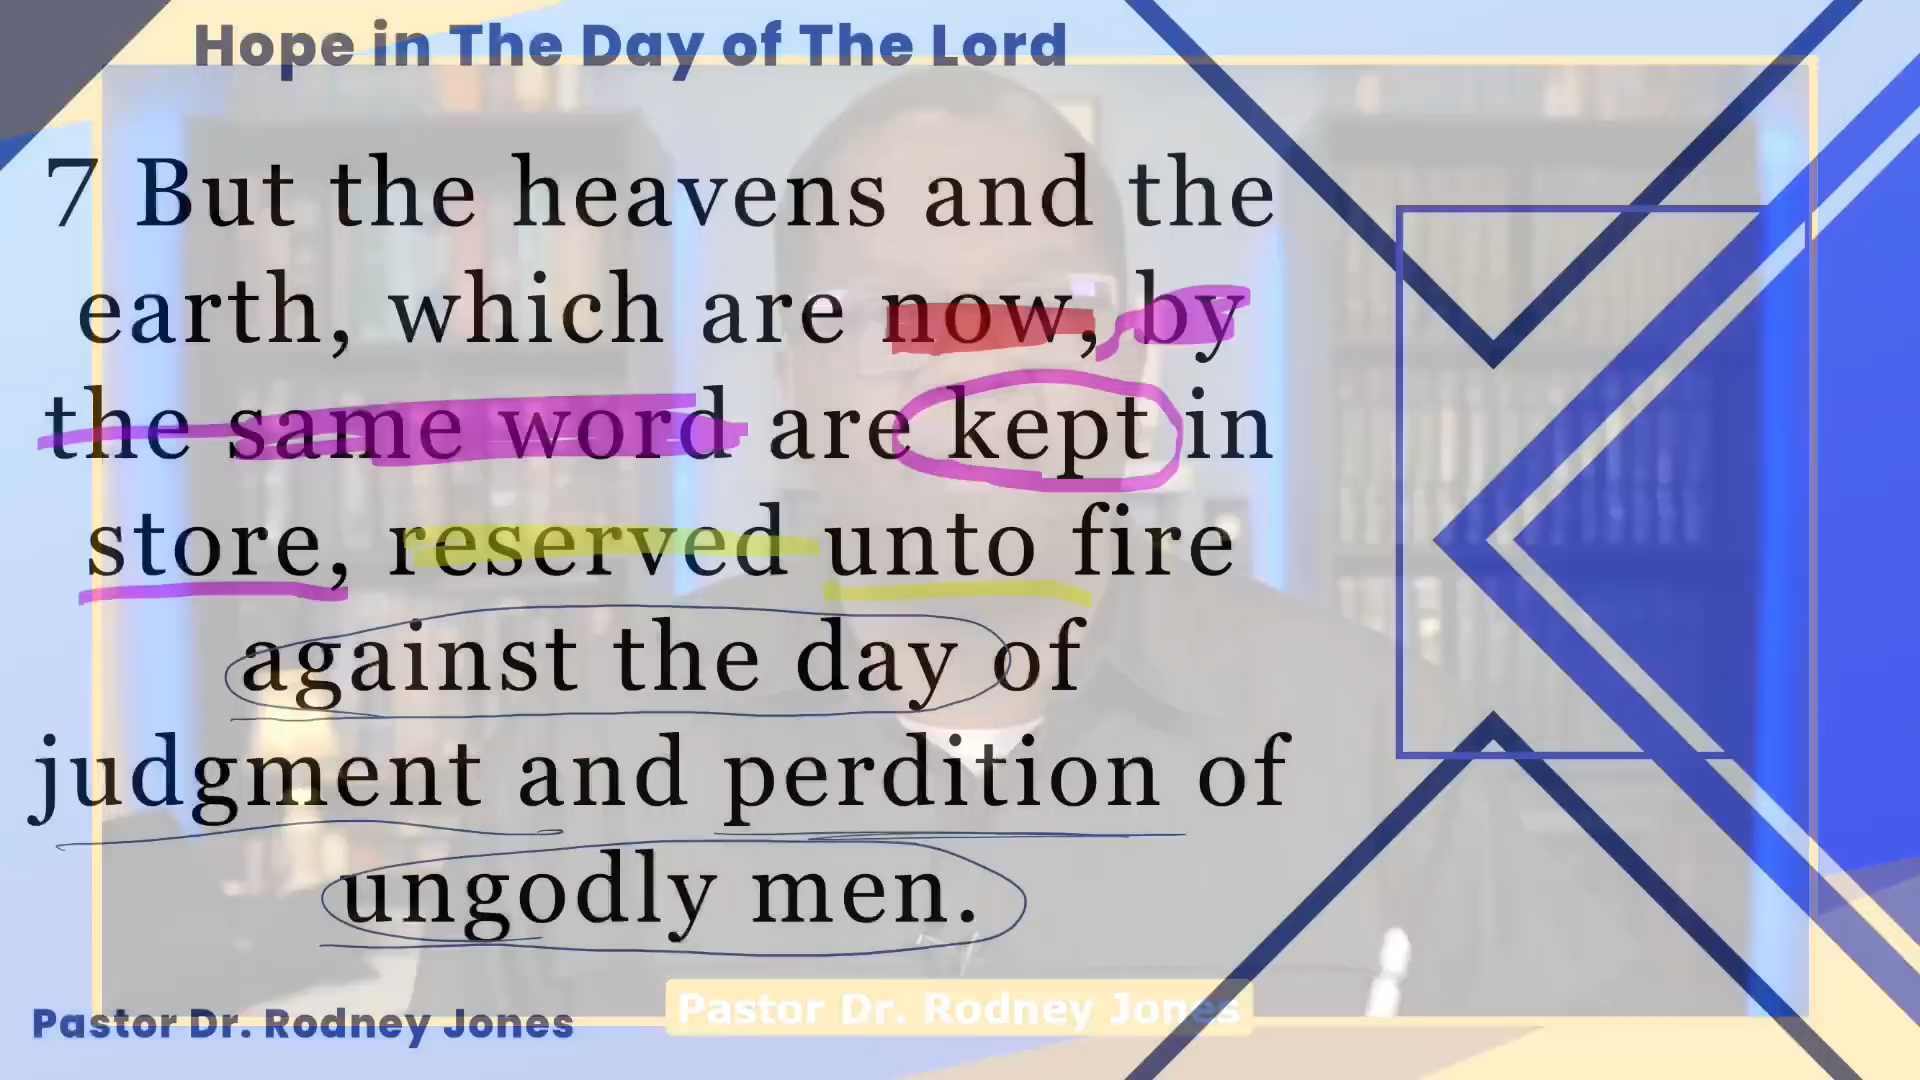 Hope in The Day of The Lord
7 But the heavens and the
earth, which are now, by
the same word are kept in
store, reserved unto fire
against the day of
judgment and perdition of
ungodly men.
Pastor Dr. Rodney Jones
Pastor Dr. Rodney Jones